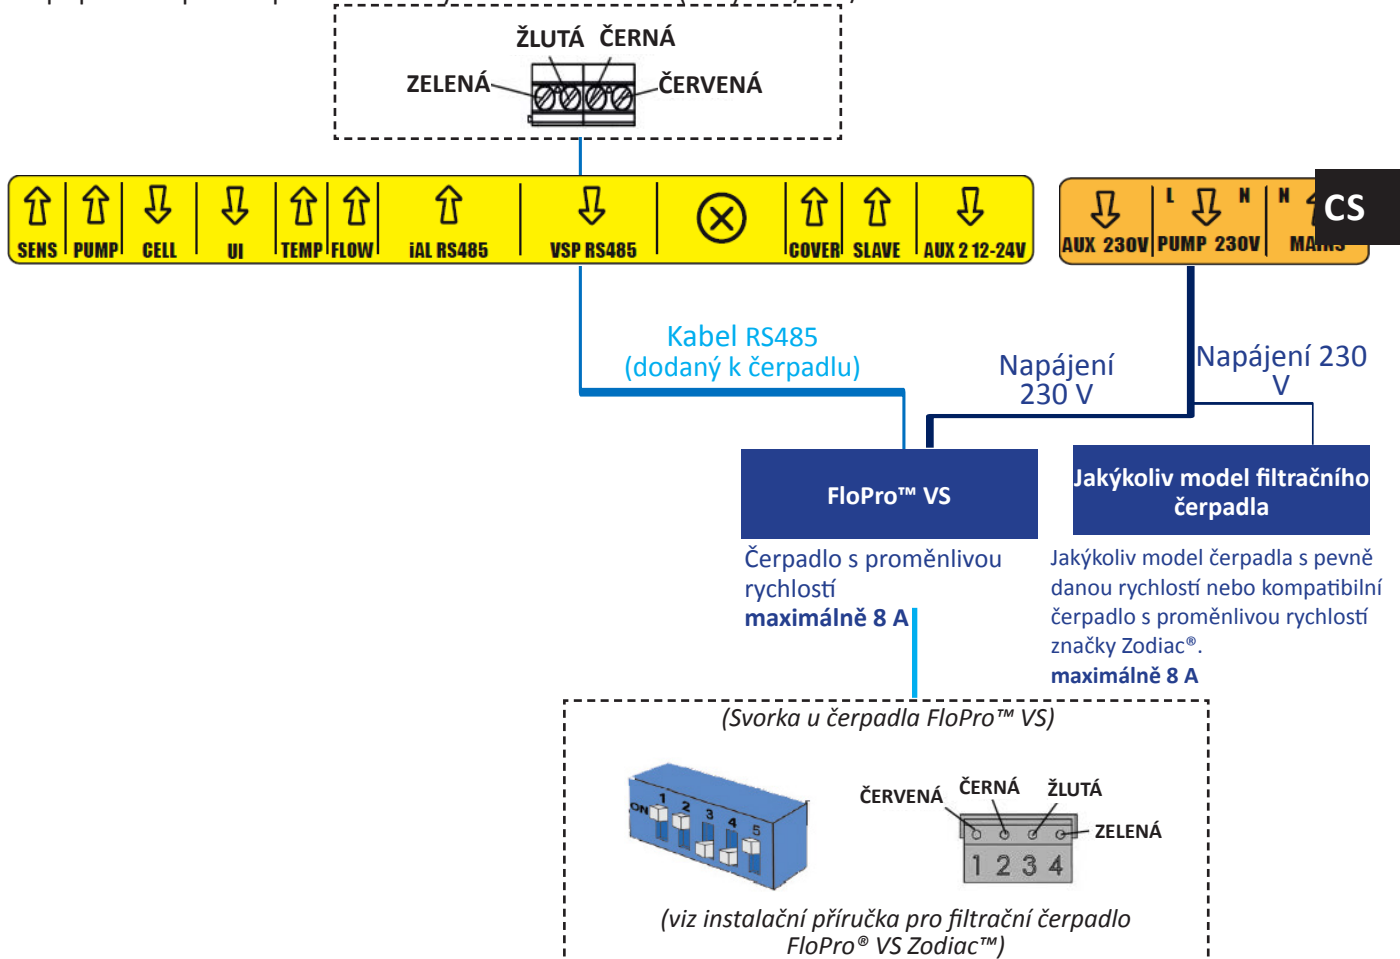 ŽLUTÁ ČERNÁ
ZELENÁ ČERVENÁ
SENS PUMP CELL UI TEMP FLOW iAL RS485 VSP RS485 COVER SLAVE AUX 2 12-24V
L N N
AUX 230V PUMP 230V MAINS
CS
Kabel RS485
(dodaný k čerpadlu)
Napájení
230 V
Napájení 230
V
FloPro™ VS
Jakýkoliv model filtračního
čerpadla
Čerpadlo s proměnlivou
rychlostí
maximálně 8 A
Jakýkoliv model čerpadla s pevně
danou rychlostí nebo kompatibilní
čerpadlo s proměnlivou rychlostí
značky Zodiac®.
maximálně 8 A
(Svorka u čerpadla FloPro™ VS)
ON 1 2 3 4 5
ČERVENÁ ČERNÁ ŽLUTÁ
ZELENÁ
1 2 3 4
(viz instalační příručka pro filtrační čerpadlo
FloPro® VS Zodiac™)